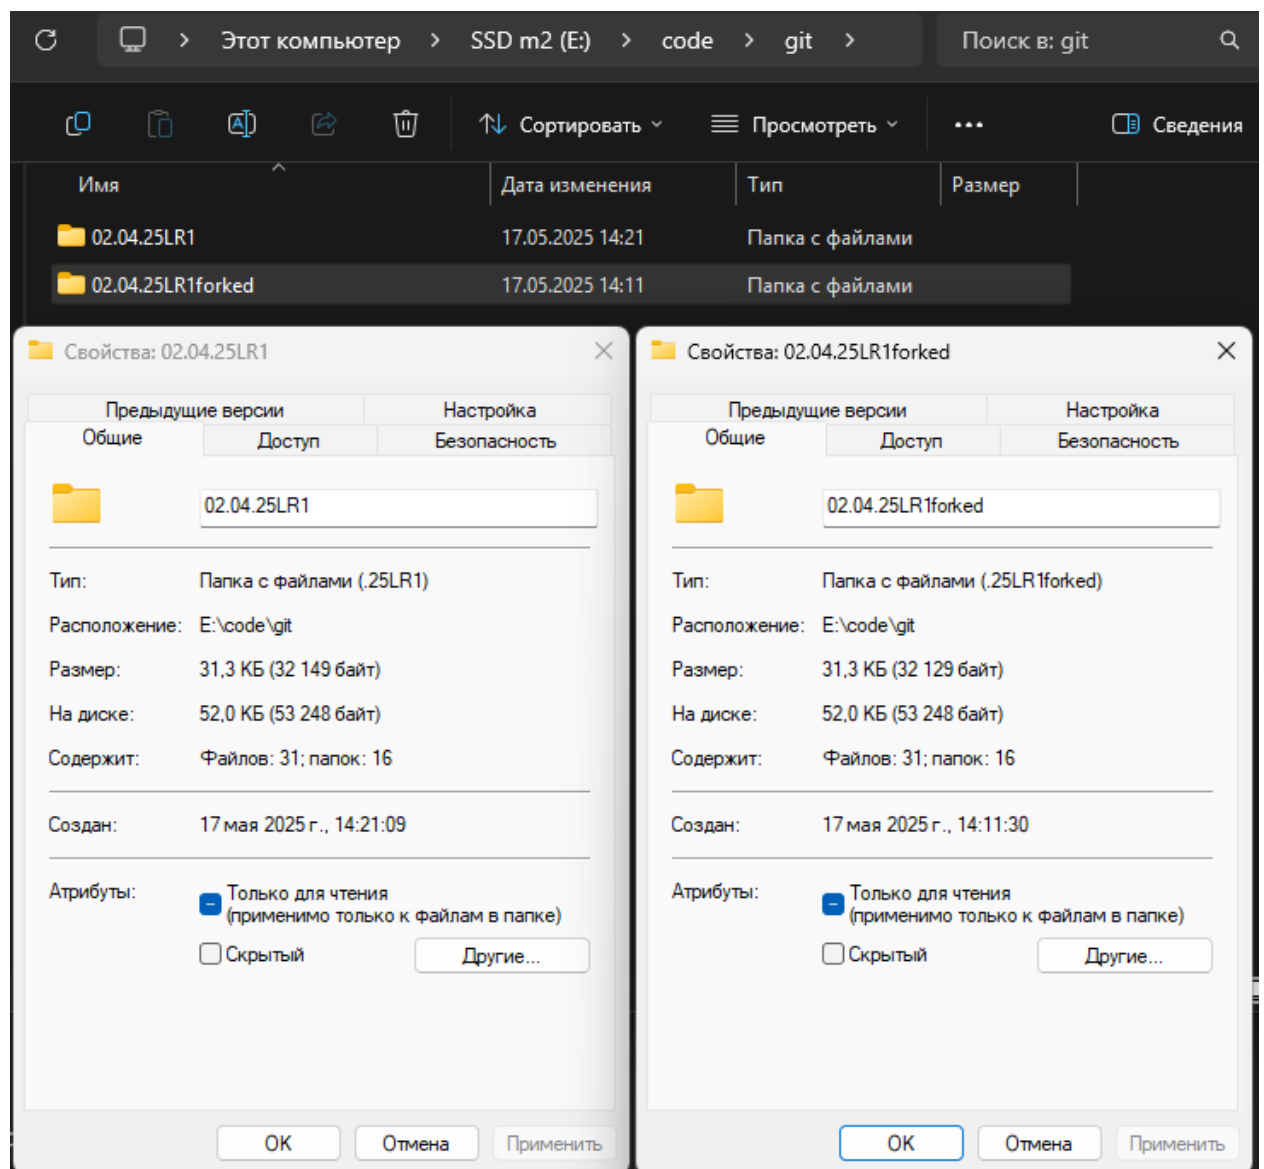 Этот компьютер > SSD m2 (E:) > code > git > Поиск в: git
Сортировать Просмотреть ••• Сведения
Имя Дата изменения Тип Размер
02.04.25LR1 17.05.2025 14:21 Папка с файлами
02.04.25LR1forked 17.05.2025 14:11 Папка с файлами
Свойства: 02.04.25LR1
Предыдущие версии Настройка
Общие Доступ Безопасность
02.04.25LR1
Тип: Папка с файлами (.25LR1)
Расположение: E:\code\git
Размер: 31,3 КБ (32 149 байт)
На диске: 52,0 КБ (53 248 байт)
Содержит: Файлов: 31; папок: 16
Создан: 17 мая 2025 г., 14:21:09
Атрибуты: Только для чтения
(применимо только к файлам в папке)
Скрытый Другие...
ОК Отмена Применить
Свойства: 02.04.25LR1forked
Предыдущие версии Настройка
Общие Доступ Безопасность
02.04.25LR1forked
Тип: Папка с файлами (.25LR1forked)
Расположение: E:\code\git
Размер: 31,3 КБ (32 129 байт)
На диске: 52,0 КБ (53 248 байт)
Содержит: Файлов: 31; папок: 16
Создан: 17 мая 2025 г., 14:11:30
Атрибуты: Только для чтения
(применимо только к файлам в папке)
Скрытый Другие...
ОК Отмена Применить